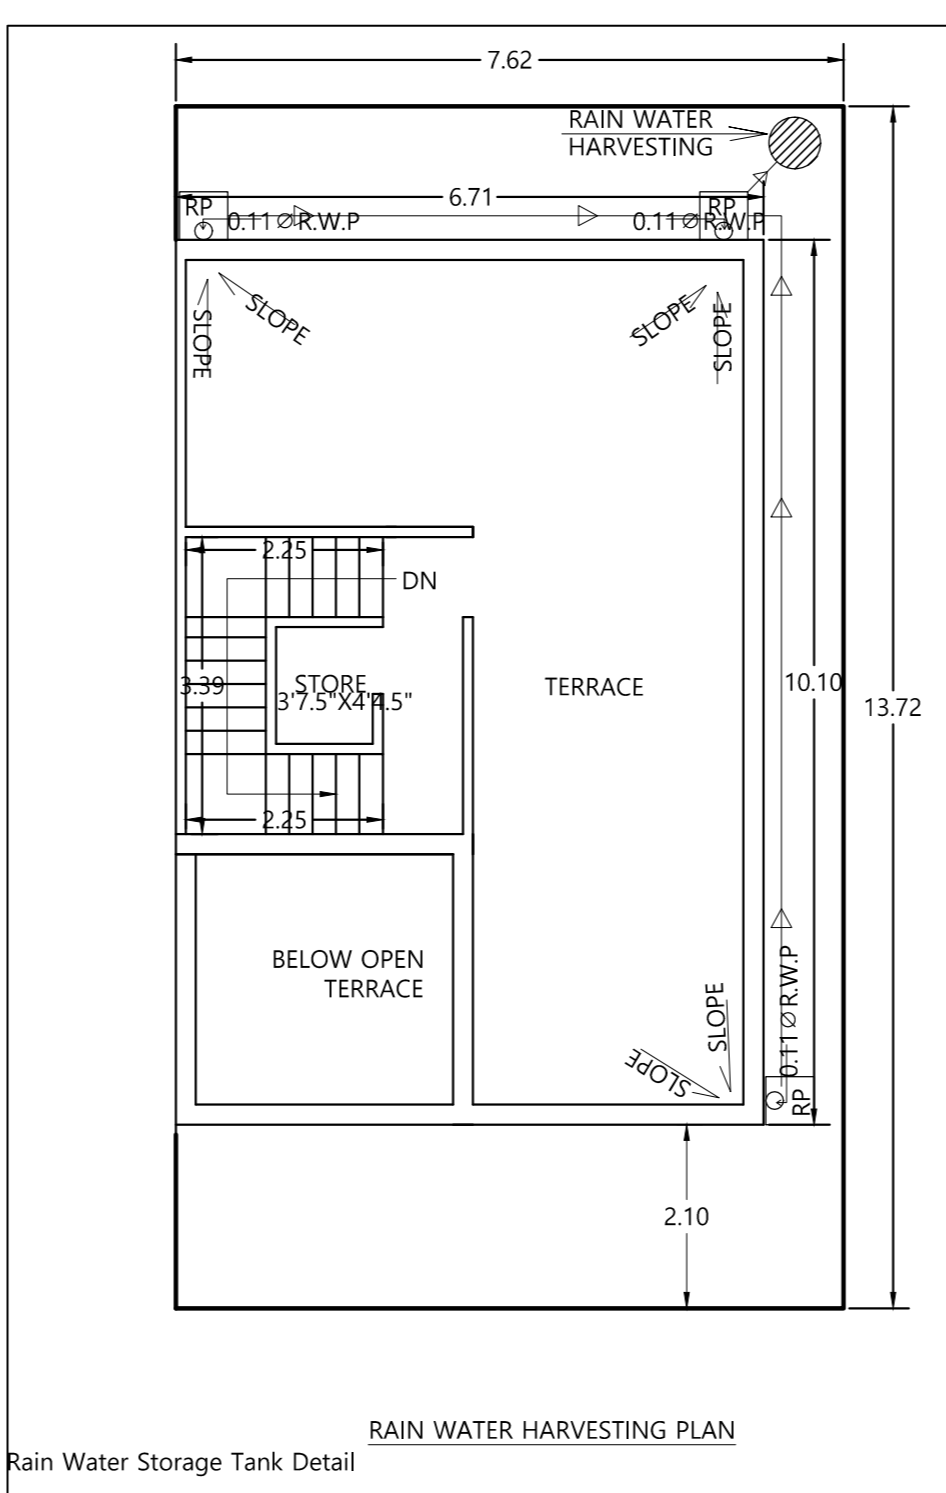 7.62
RAIN WATER
HARVESTING
6.71
RP
RP
0.11 ⌀ R.W.P
0.11 ⌀ R.W.P
SLOPE
SLOPE
SLOPE
SLOPE
2.25
DN
3.39
STORE
3'7.5"X4'4.5"
TERRACE
10.10
13.72
2.25
BELOW OPEN
TERRACE
0.11 ⌀ R.W.P
SLOPE
SLOPE
RP
2.10
RAIN WATER HARVESTING PLAN
Rain Water Storage Tank Detail